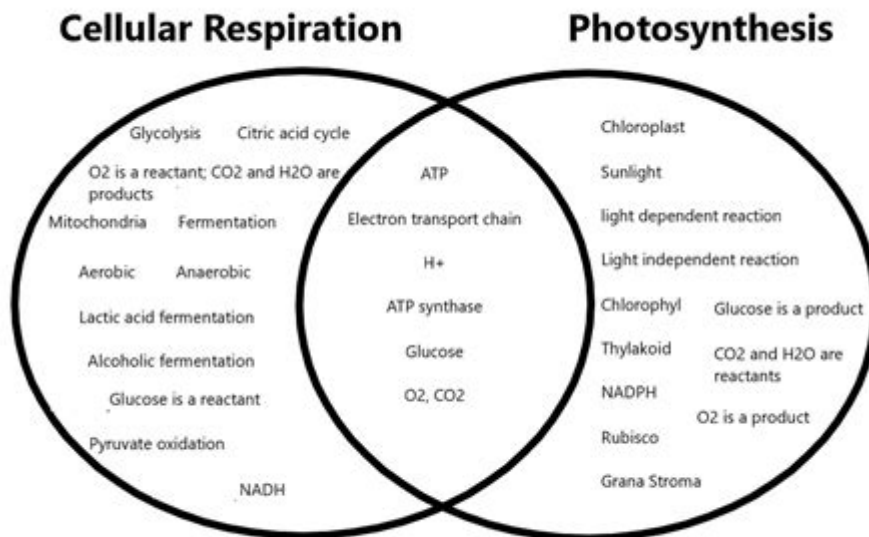 Cellular Respiration
Photosynthesis
Glycolysis
Citric acid cycle
O2 is a reactant; CO2 and H2O are
products
Mitochondria
Fermentation
Aerobic
Anaerobic
Lactic acid fermentation
Alcoholic fermentation
Glucose is a reactant
Pyruvate oxidation
NADH
ATP
Electron transport chain
H+
ATP synthase
Glucose
O2, CO2
Chloroplast
Sunlight
light dependent reaction
Light independent reaction
Chlorophyl
Glucose is a product
Thylakoid
CO2 and H2O are
reactants
NADPH
O2 is a product
Rubisco
Grana Stroma